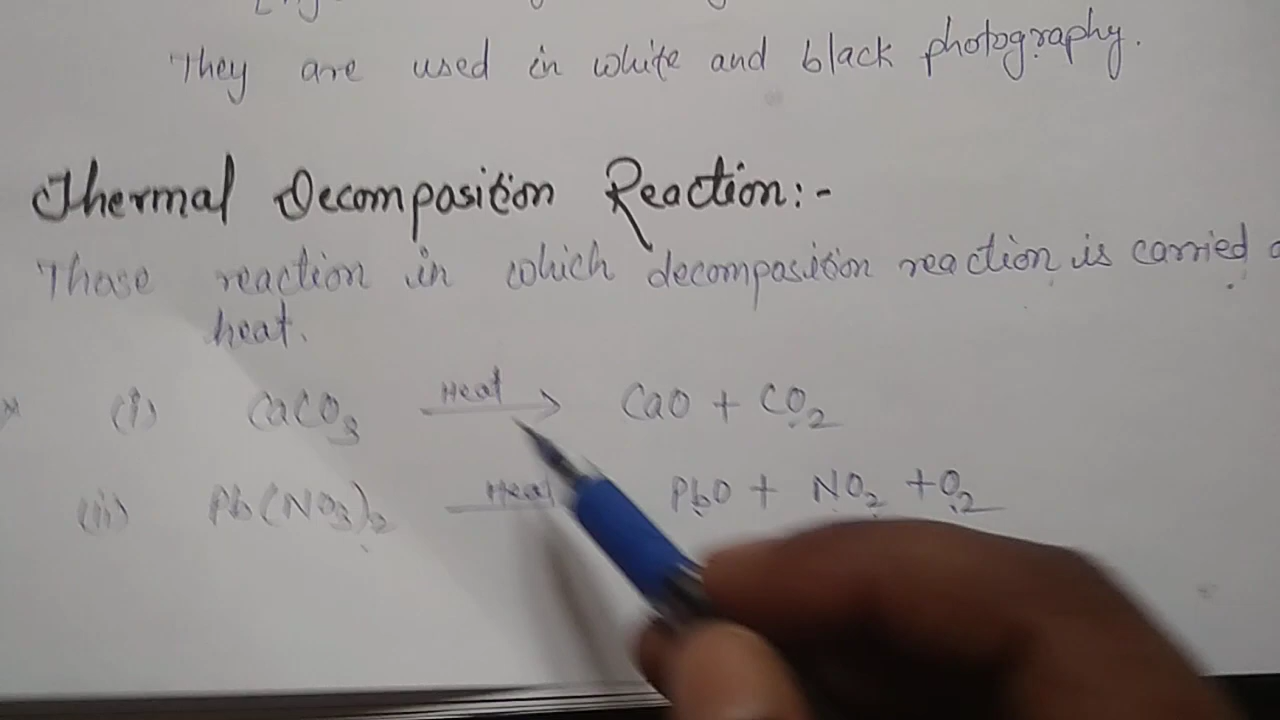 They are used in white and black photography.
Thermal Decomposition Reaction:-
Those reaction in which decomposition reaction is carried
heat.
(i) CaCO₃ Heat → CaO + CO₂
(ii) Pb(NO₃)₂ Heat PbO + NO₂ + O₂